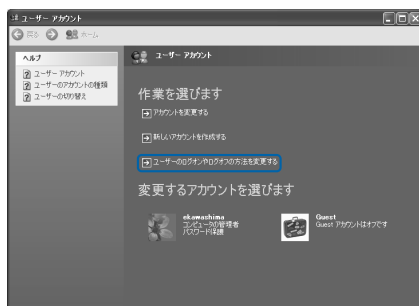 ユーザー アカウント
戻る
ホーム
ヘルプ
ユーザー アカウント
ユーザーのアカウントの種類
ユーザーの切り替え
ユーザー アカウント
作業を選びます
アカウントを変更する
新しいアカウントを作成する
ユーザーのログオンやログオフの方法を変更する
変更するアカウントを選びます
ekawashima
コンピュータの管理者
パスワード保護
Guest
Guest アカウントはオフです